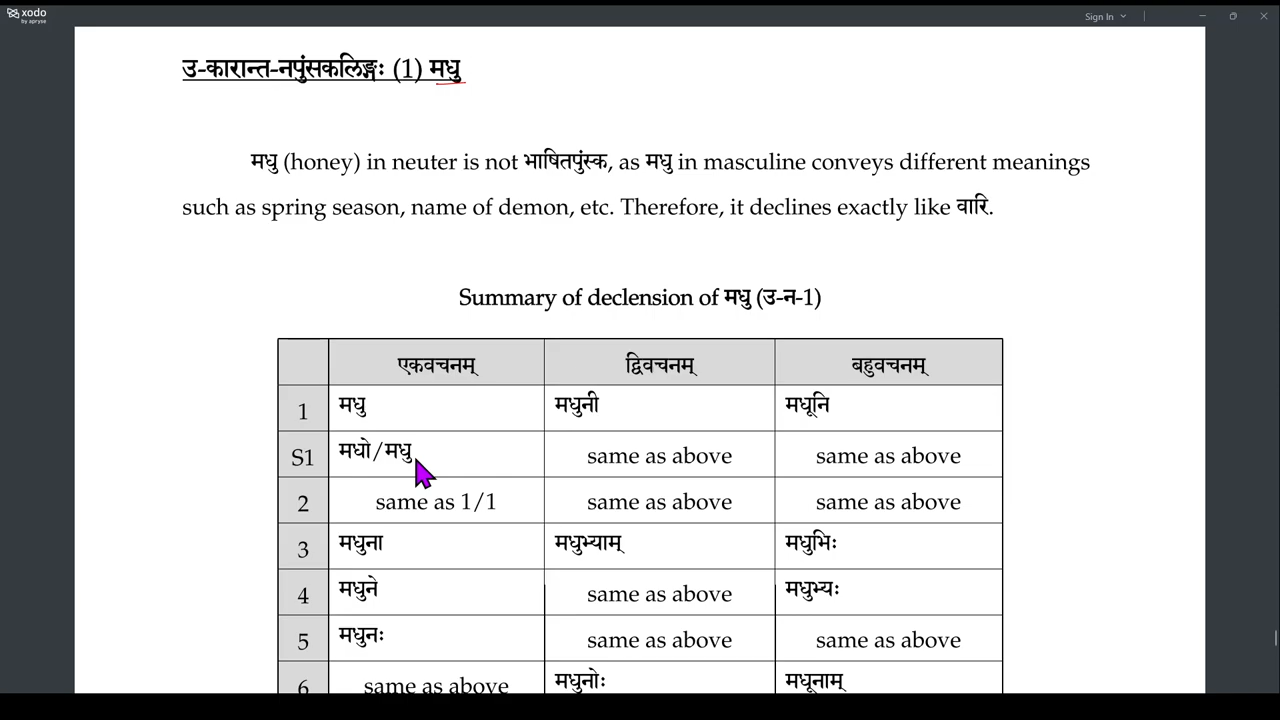 xodo
by apryse
Sign In
उ-कारान्त-नपुंसकलिङ्गः (1) मधु
मधु (honey) in neuter is not भाषितपुंस्क, as मधु in masculine conveys different meanings
such as spring season, name of demon, etc. Therefore, it declines exactly like वारि.
Summary of declension of मधु (उ-न-1)
एकवचनम् द्विवचनम् बहुवचनम्
1 मधु मधुनी मधूनि
S1 मधो/मधु same as above same as above
2 same as 1/1 same as above same as above
3 मधुना मधुभ्याम् मधुभिः
4 मधुने same as above मधुभ्यः
5 मधुनः same as above same as above
6 same as above मधुनोः मधूनाम्